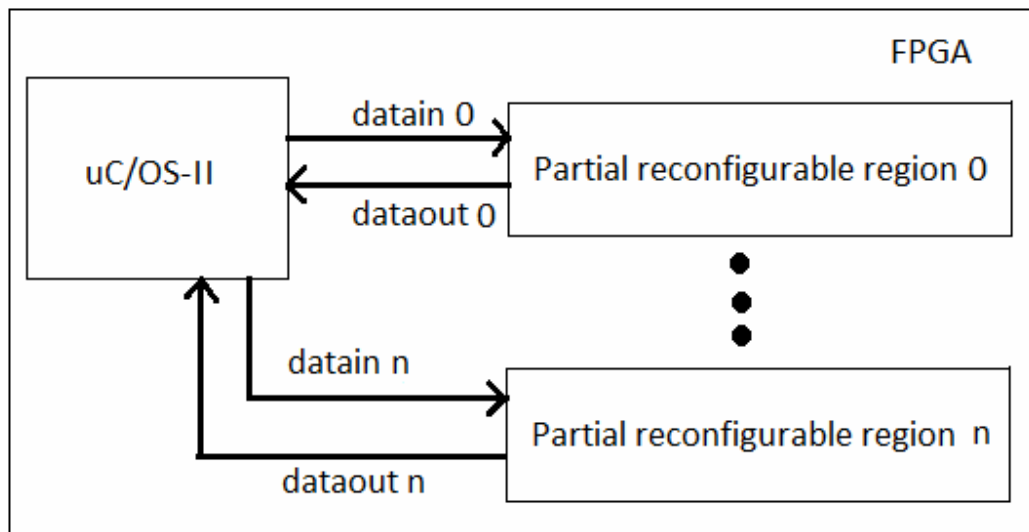 FPGA
uC/OS-II
datain 0
Partial reconfigurable region 0
dataout 0
datain n
Partial reconfigurable region n
dataout n